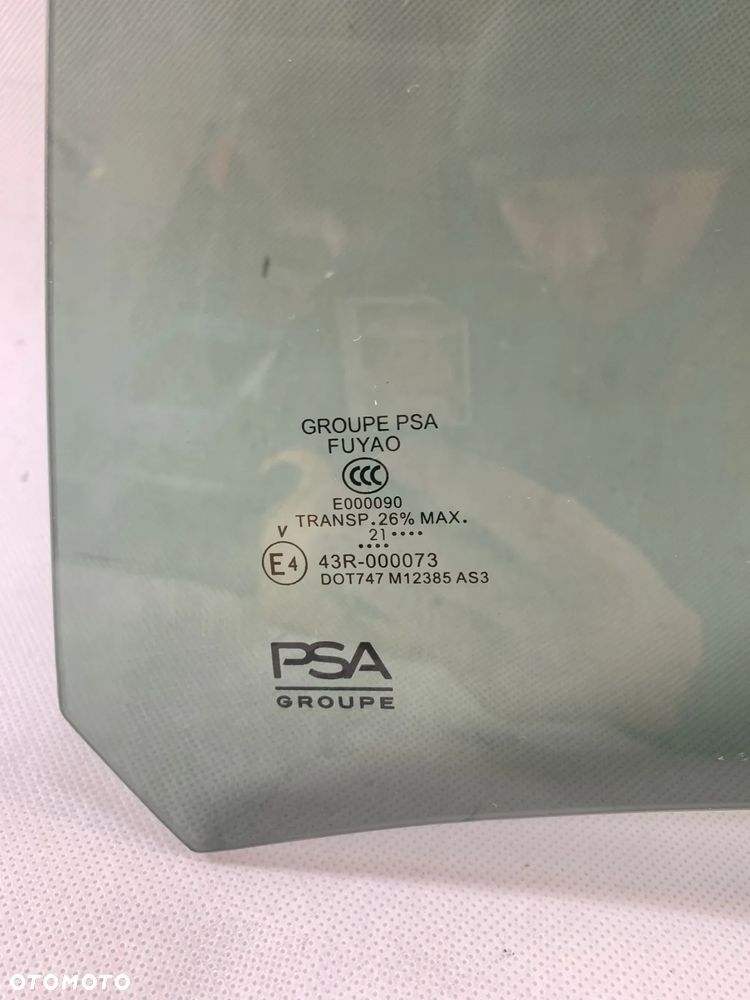 GROUPE PSA
FUYAO
CCC
E000090
TRANSP.26% MAX.
21••••
••••
V
E4 43R-000073
DOT747 M12385 AS3
PSA
GROUPE
OTOMOTO